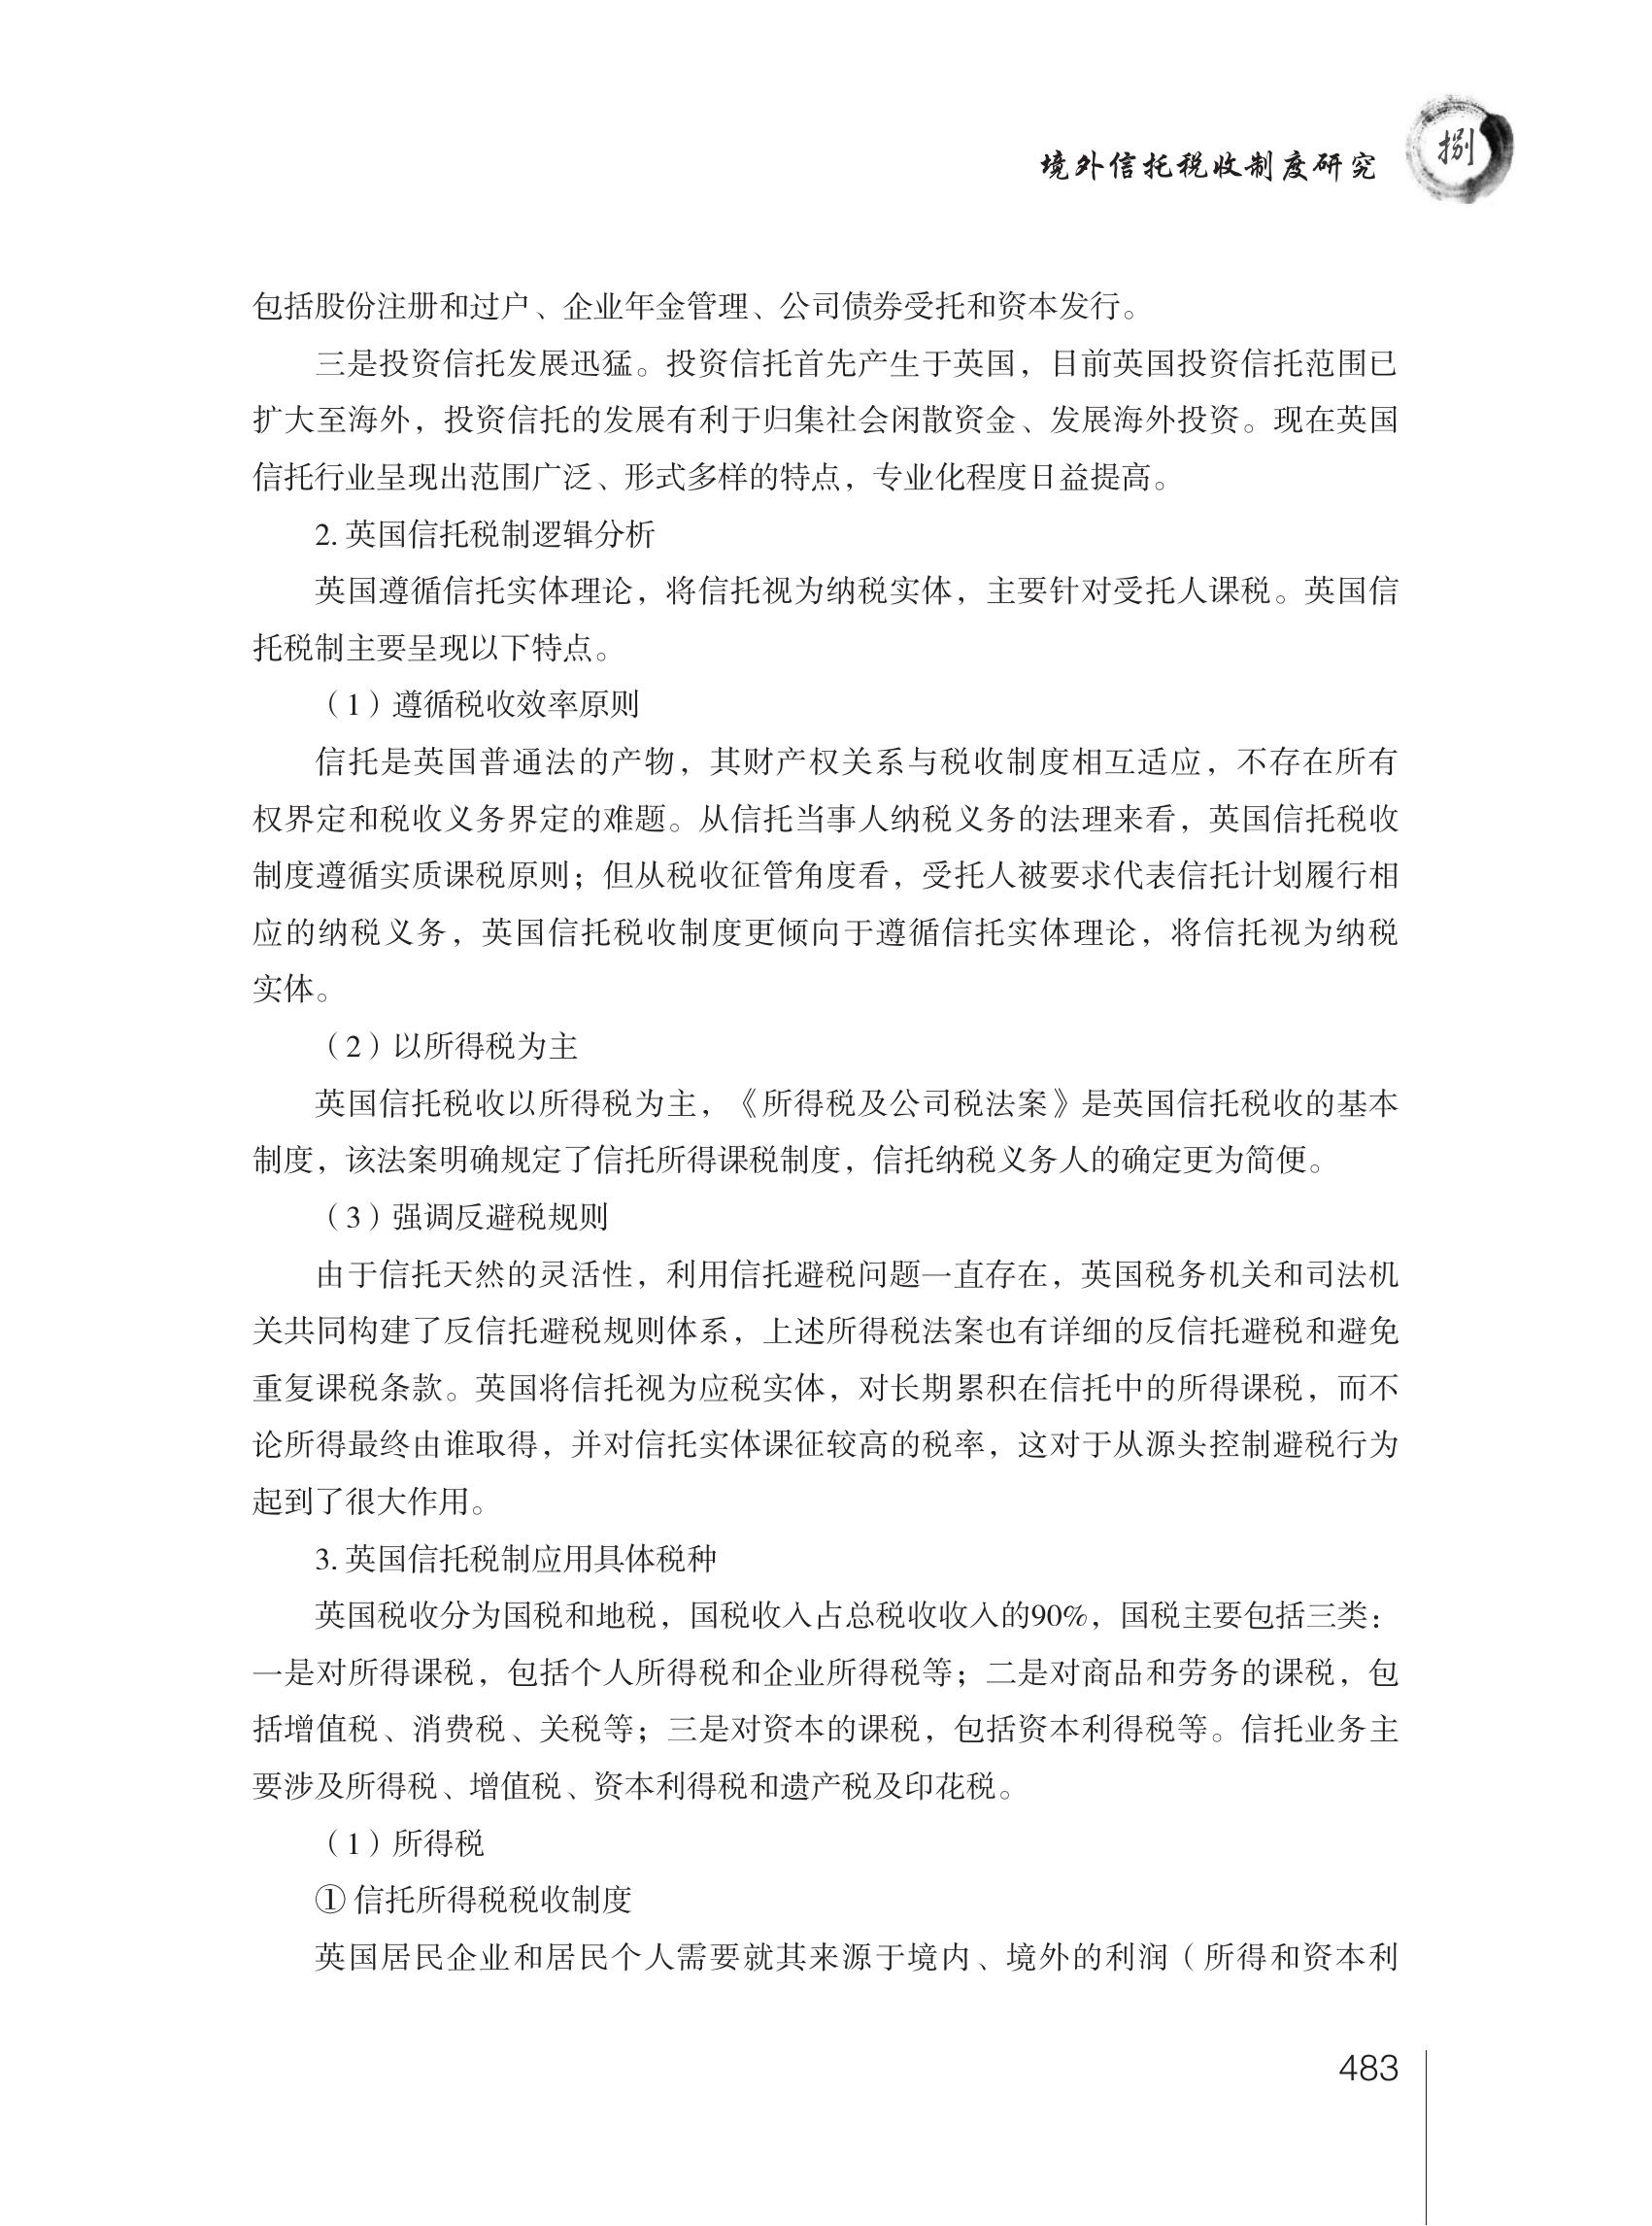 境外信托税收制度研究
捌
包括股份注册和过户、企业年金管理、公司债券受托和资本发行。
三是投资信托发展迅猛。投资信托首先产生于英国，目前英国投资信托范围已
扩大至海外，投资信托的发展有利于归集社会闲散资金、发展海外投资。现在英国
信托行业呈现出范围广泛、形式多样的特点，专业化程度日益提高。
2. 英国信托税制逻辑分析
英国遵循信托实体理论，将信托视为纳税实体，主要针对受托人课税。英国信
托税制主要呈现以下特点。
（1）遵循税收效率原则
信托是英国普通法的产物，其财产权关系与税收制度相互适应，不存在所有
权界定和税收义务界定的难题。从信托当事人纳税义务的法理来看，英国信托税收
制度遵循实质课税原则；但从税收征管角度看，受托人被要求代表信托计划履行相
应的纳税义务，英国信托税收制度更倾向于遵循信托实体理论，将信托视为纳税
实体。
（2）以所得税为主
英国信托税收以所得税为主，《所得税及公司税法案》是英国信托税收的基本
制度，该法案明确规定了信托所得课税制度，信托纳税义务人的确定更为简便。
（3）强调反避税规则
由于信托天然的灵活性，利用信托避税问题一直存在，英国税务机关和司法机
关共同构建了反信托避税规则体系，上述所得税法案也有详细的反信托避税和避免
重复课税条款。英国将信托视为应税实体，对长期累积在信托中的所得课税，而不
论所得最终由谁取得，并对信托实体课征较高的税率，这对于从源头控制避税行为
起到了很大作用。
3. 英国信托税制应用具体税种
英国税收分为国税和地税，国税收入占总税收收入的90%，国税主要包括三类：
一是对所得课税，包括个人所得税和企业所得税等；二是对商品和劳务的课税，包
括增值税、消费税、关税等；三是对资本的课税，包括资本利得税等。信托业务主
要涉及所得税、增值税、资本利得税和遗产税及印花税。
（1）所得税
① 信托所得税税收制度
英国居民企业和居民个人需要就其来源于境内、境外的利润（所得和资本利
483